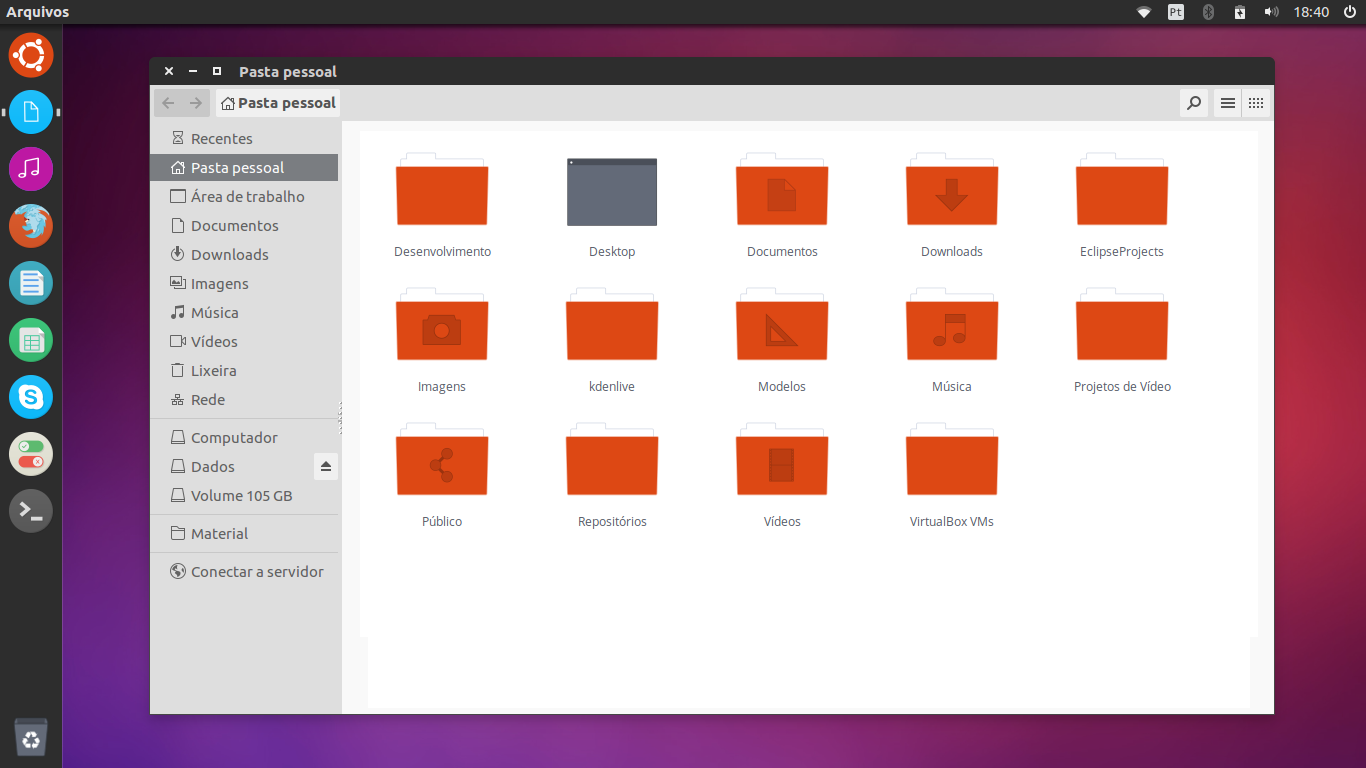 Arquivos
Pt
18:40
Pasta pessoal
Pasta pessoal
Recentes
Pasta pessoal
Área de trabalho
Documentos
Downloads
Imagens
Música
Vídeos
Lixeira
Rede
Computador
Dados
Volume 105 GB
Material
Conectar a servidor
Desenvolvimento
Desktop
Documentos
Downloads
EclipseProjects
Imagens
kdenlive
Modelos
Música
Projetos de Vídeo
Público
Repositórios
Vídeos
VirtualBox VMs